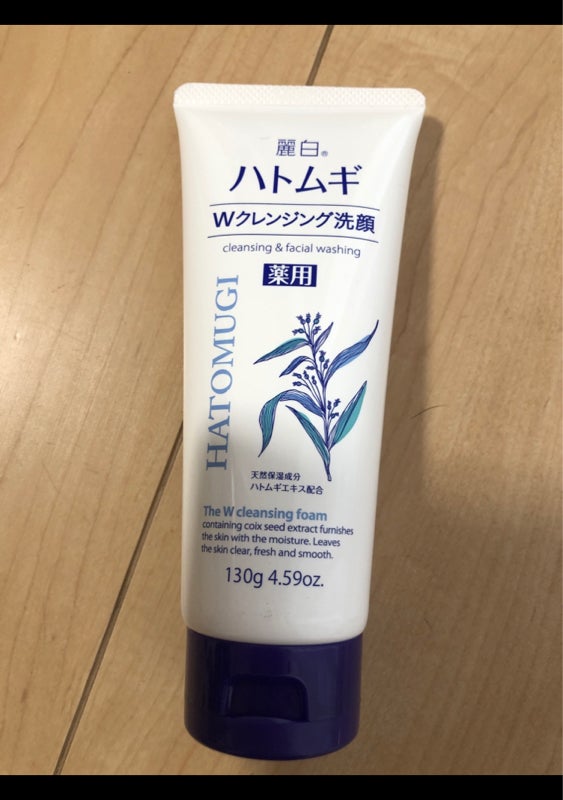 麗白®
ハトムギ
Wクレンジング洗顔
cleansing & facial washing
薬用
HATOMUGI
天然保湿成分
ハトムギエキス配合
The W cleansing foam
containing coix seed extract furnishes
the skin with the moisture. Leaves
the skin clear, fresh and smooth.
130g 4.59oz.